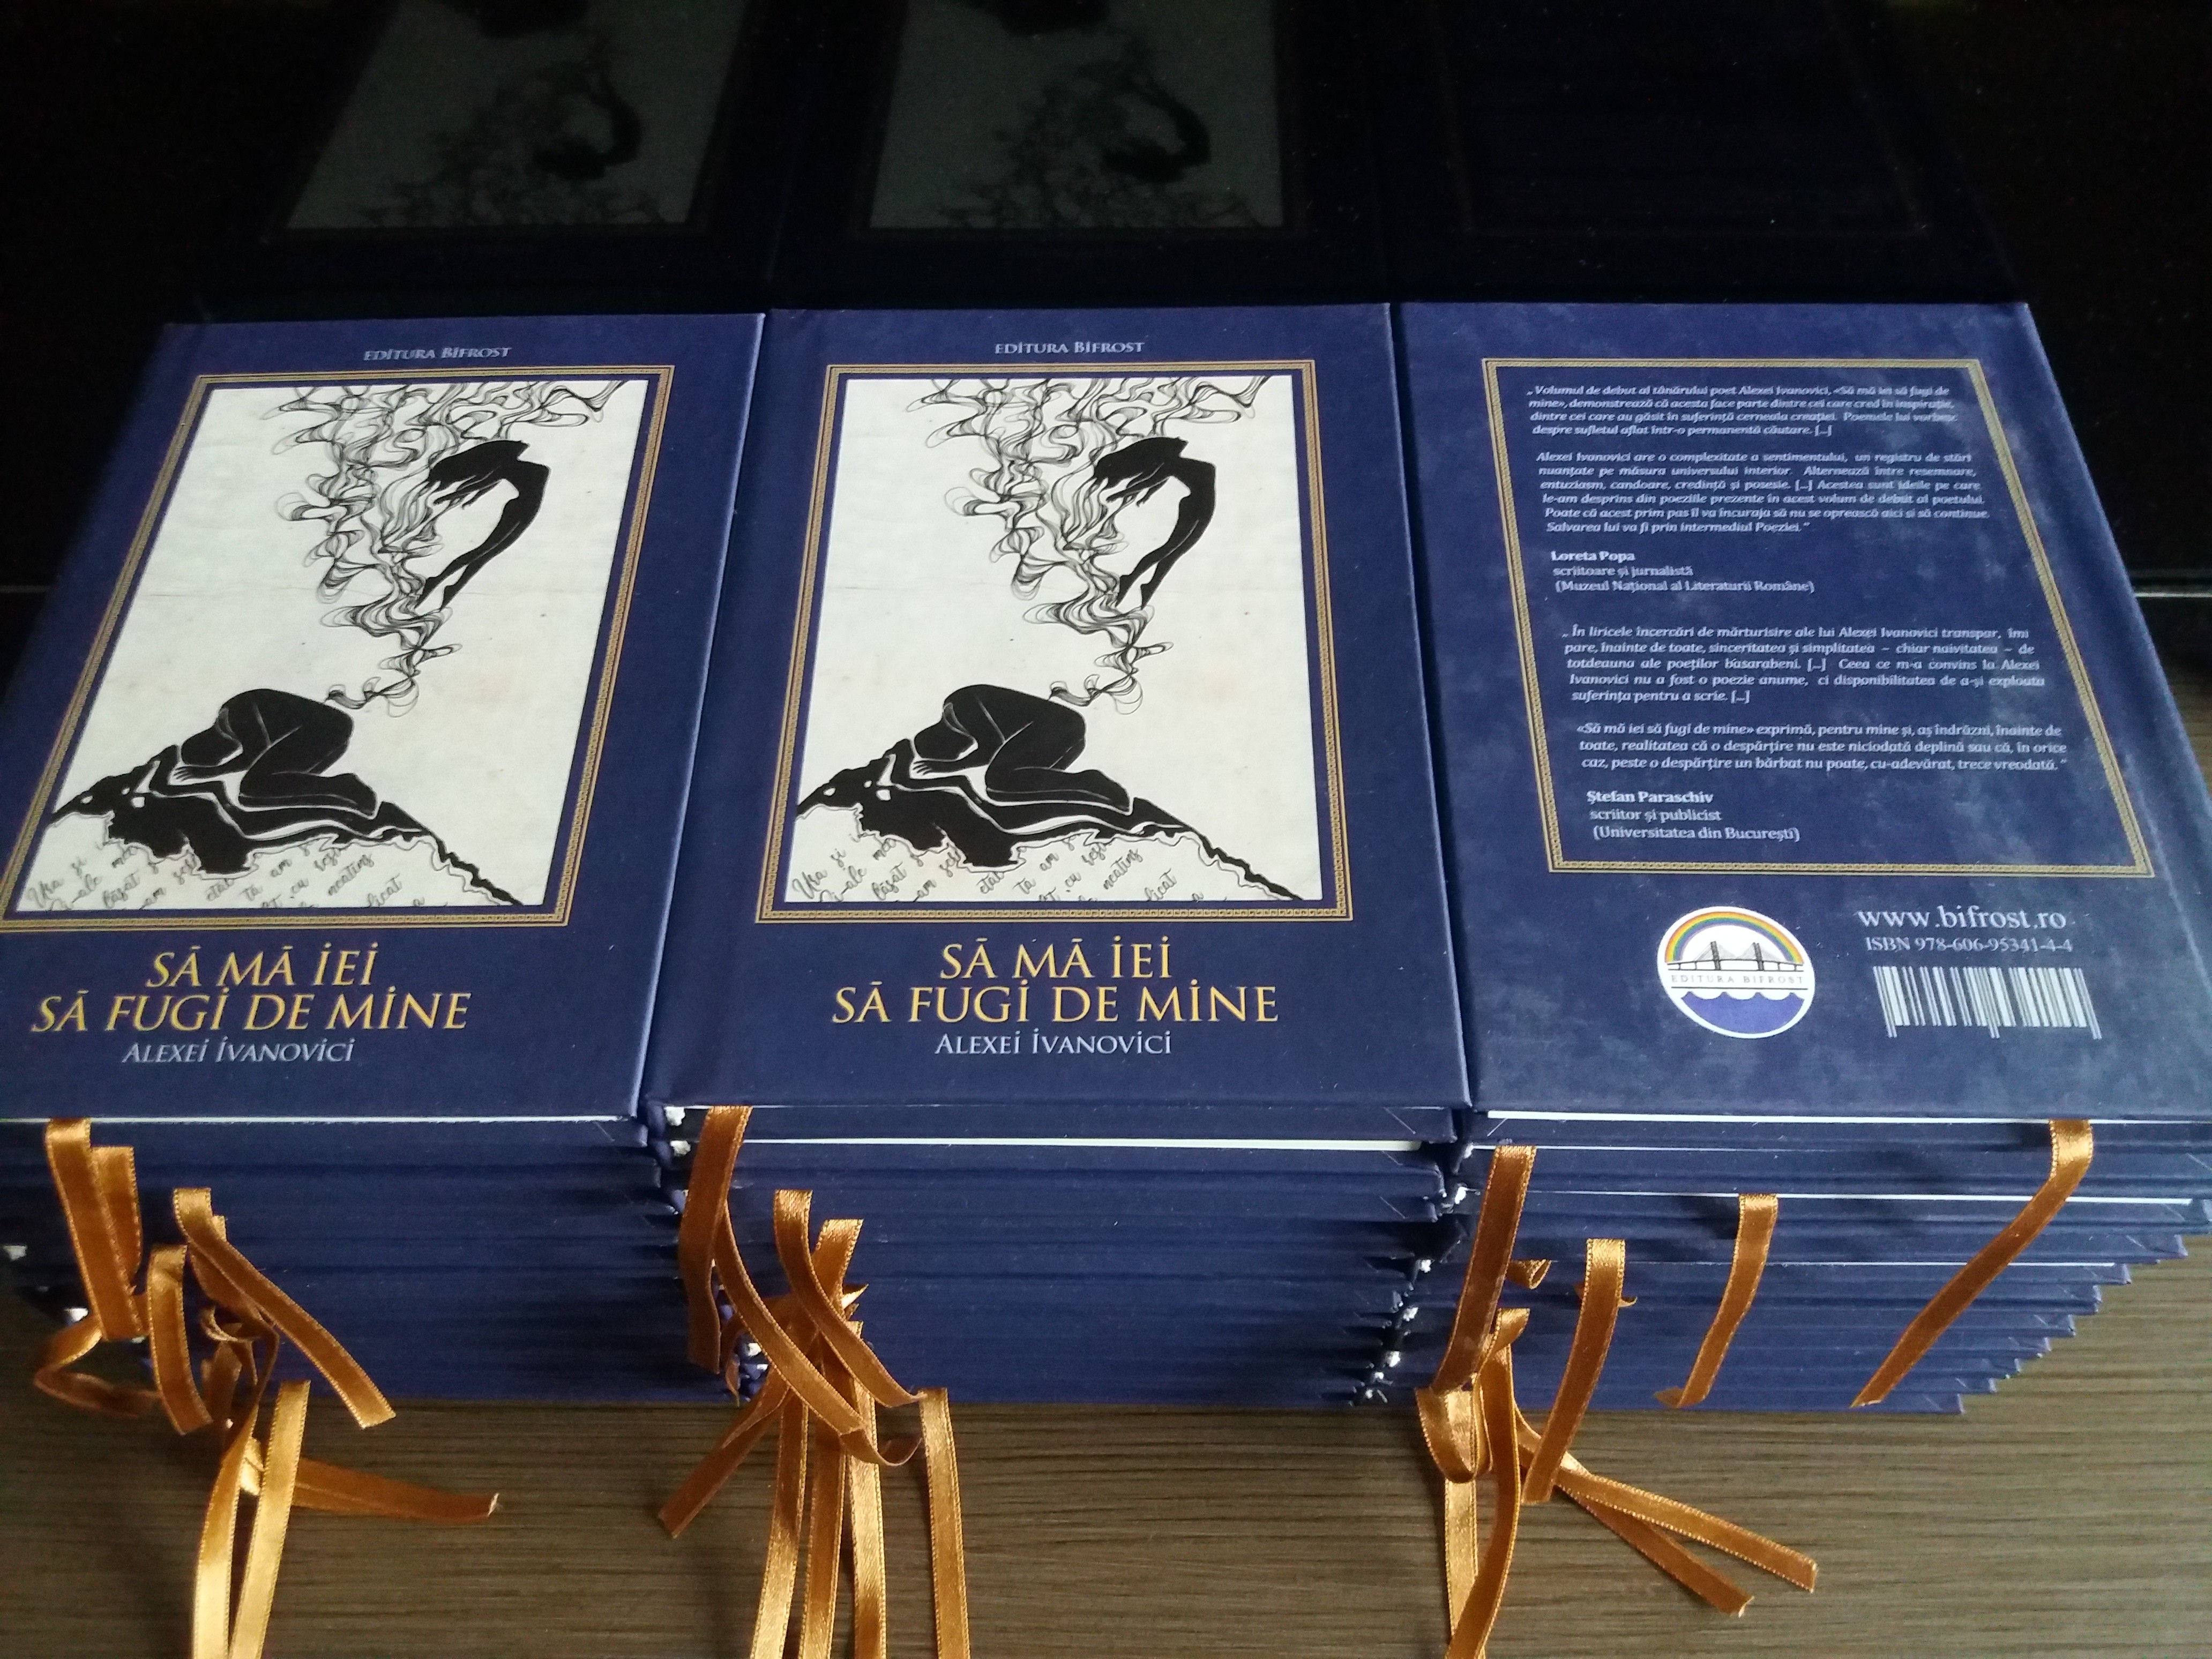 EDITURA BIFROST
SĂ MĂ IEI
SĂ FUGI DE MINE
ALEXEI IVANOVICI
EDITURA BIFROST
SĂ MĂ IEI
SĂ FUGI DE MINE
ALEXEI IVANOVICI
„Volumul de debut al tânărului poet Alexei Ivanovici, «Să mă iei să fugi de
mine», demonstrează că acesta face parte dintre cei care cred în inspirație,
dintre cei care au găsit în suferință cerneala creației. Poemele lui vorbesc
despre sufletul aflat într-o permanentă căutare. [...]
Alexei Ivanovici are o complexitate a sentimentului, un registru de stări
nuanțate pe măsura universului interior. Alternează între resemnare,
entuziasm, candoare, credință și posesie. [...] Acestea sunt ideile pe care
le-am desprins din poeziile prezente în acest volum de debut al poetului.
Poate că acest prim pas îl va încuraja să nu se oprească aici si să continue.
Salvarea lui va fi prin intermediul Poeziei.”
Loreta Popa
scriitoare și jurnalistă
(Muzeul Național al Literaturii Române)
„În liricele încercări de mărturisire ale lui Alexei Ivanovici transpar, îmi
pare, înainte de toate, sinceritatea și simplitatea – chiar naivitatea – de
totdeauna ale poeților basarabeni. [...] Ceea ce m-a convins la Alexei
Ivanovici nu a fost o poezie anume, ci disponibilitatea de a-și exploata
suferința pentru a scrie. [...]
«Să mă iei să fugi de mine» exprimă, pentru mine și, aș îndrăzni, înainte de
toate, realitatea că o despărțire nu este niciodată deplină sau că, în orice
caz, peste o despărțire un bărbat nu poate, cu-adevărat, trece vreodată.”
Ștefan Paraschiv
scriitor și publicist
(Universitatea din București)
www.bifrost.ro
ISBN 978-606-95341-4-4
EDITURA BIFROST